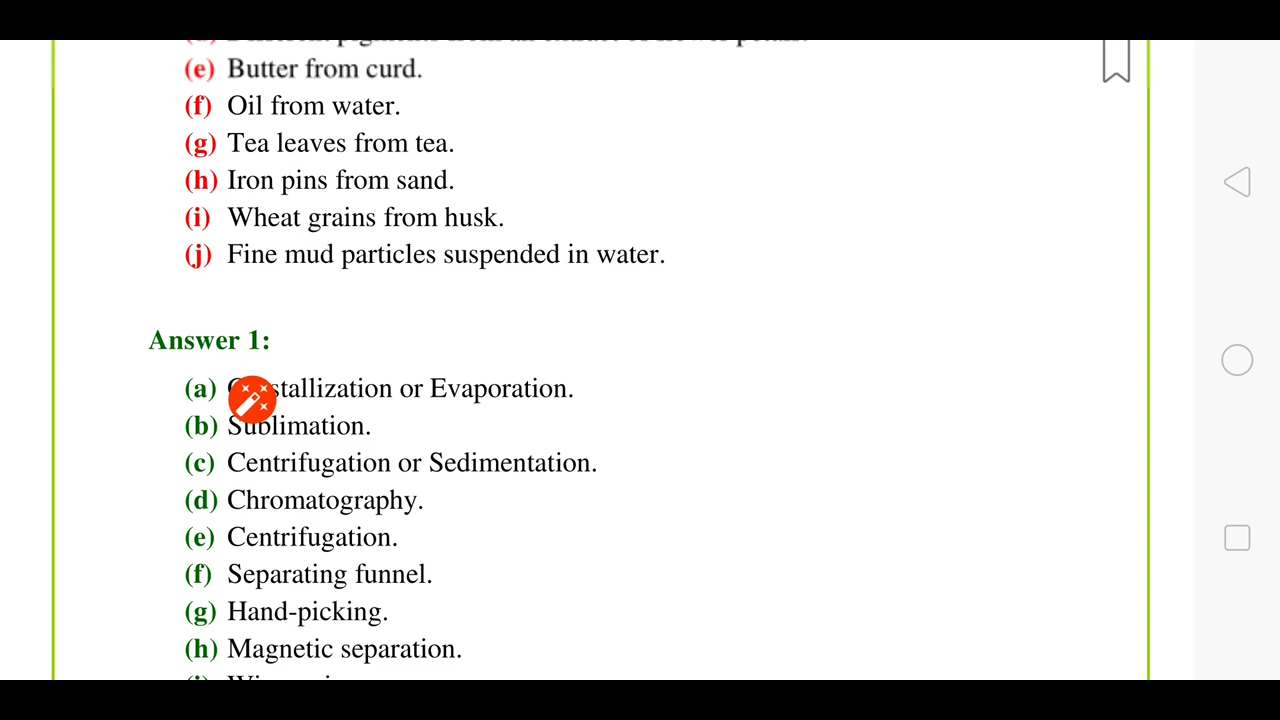 (e) Butter from curd.
(f) Oil from water.
(g) Tea leaves from tea.
(h) Iron pins from sand.
(i) Wheat grains from husk.
(j) Fine mud particles suspended in water.
Answer 1:
(a) or Evaporation.
(b) Sublimation.
(c) Centrifugation or Sedimentation.
(d) Chromatography.
(e) Centrifugation.
(f) Separating funnel.
(g) Hand-picking.
(h) Magnetic separation.